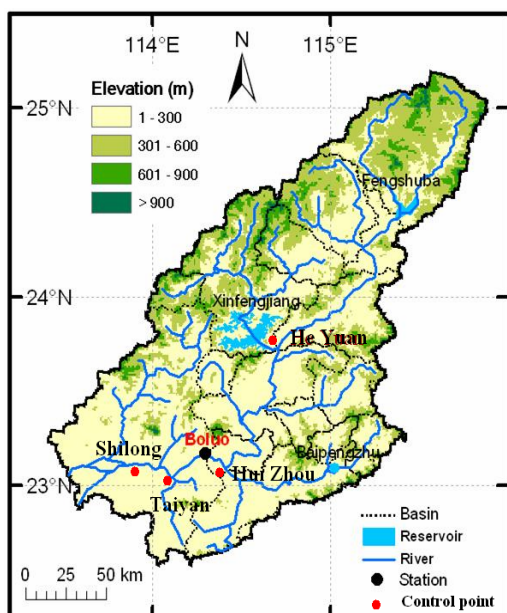 114°E 115°E
N
25°N
Elevation (m)
1 - 300
301 - 600
601 - 900
> 900
Fengshuba
24°N
Xinfengjiang
He Yuan
Boluo
Shilong
Baipengzhu
Hui Zhou
23°N
Taiyan
Basin
Reservoir
River
Station
Control point
0 25 50 km